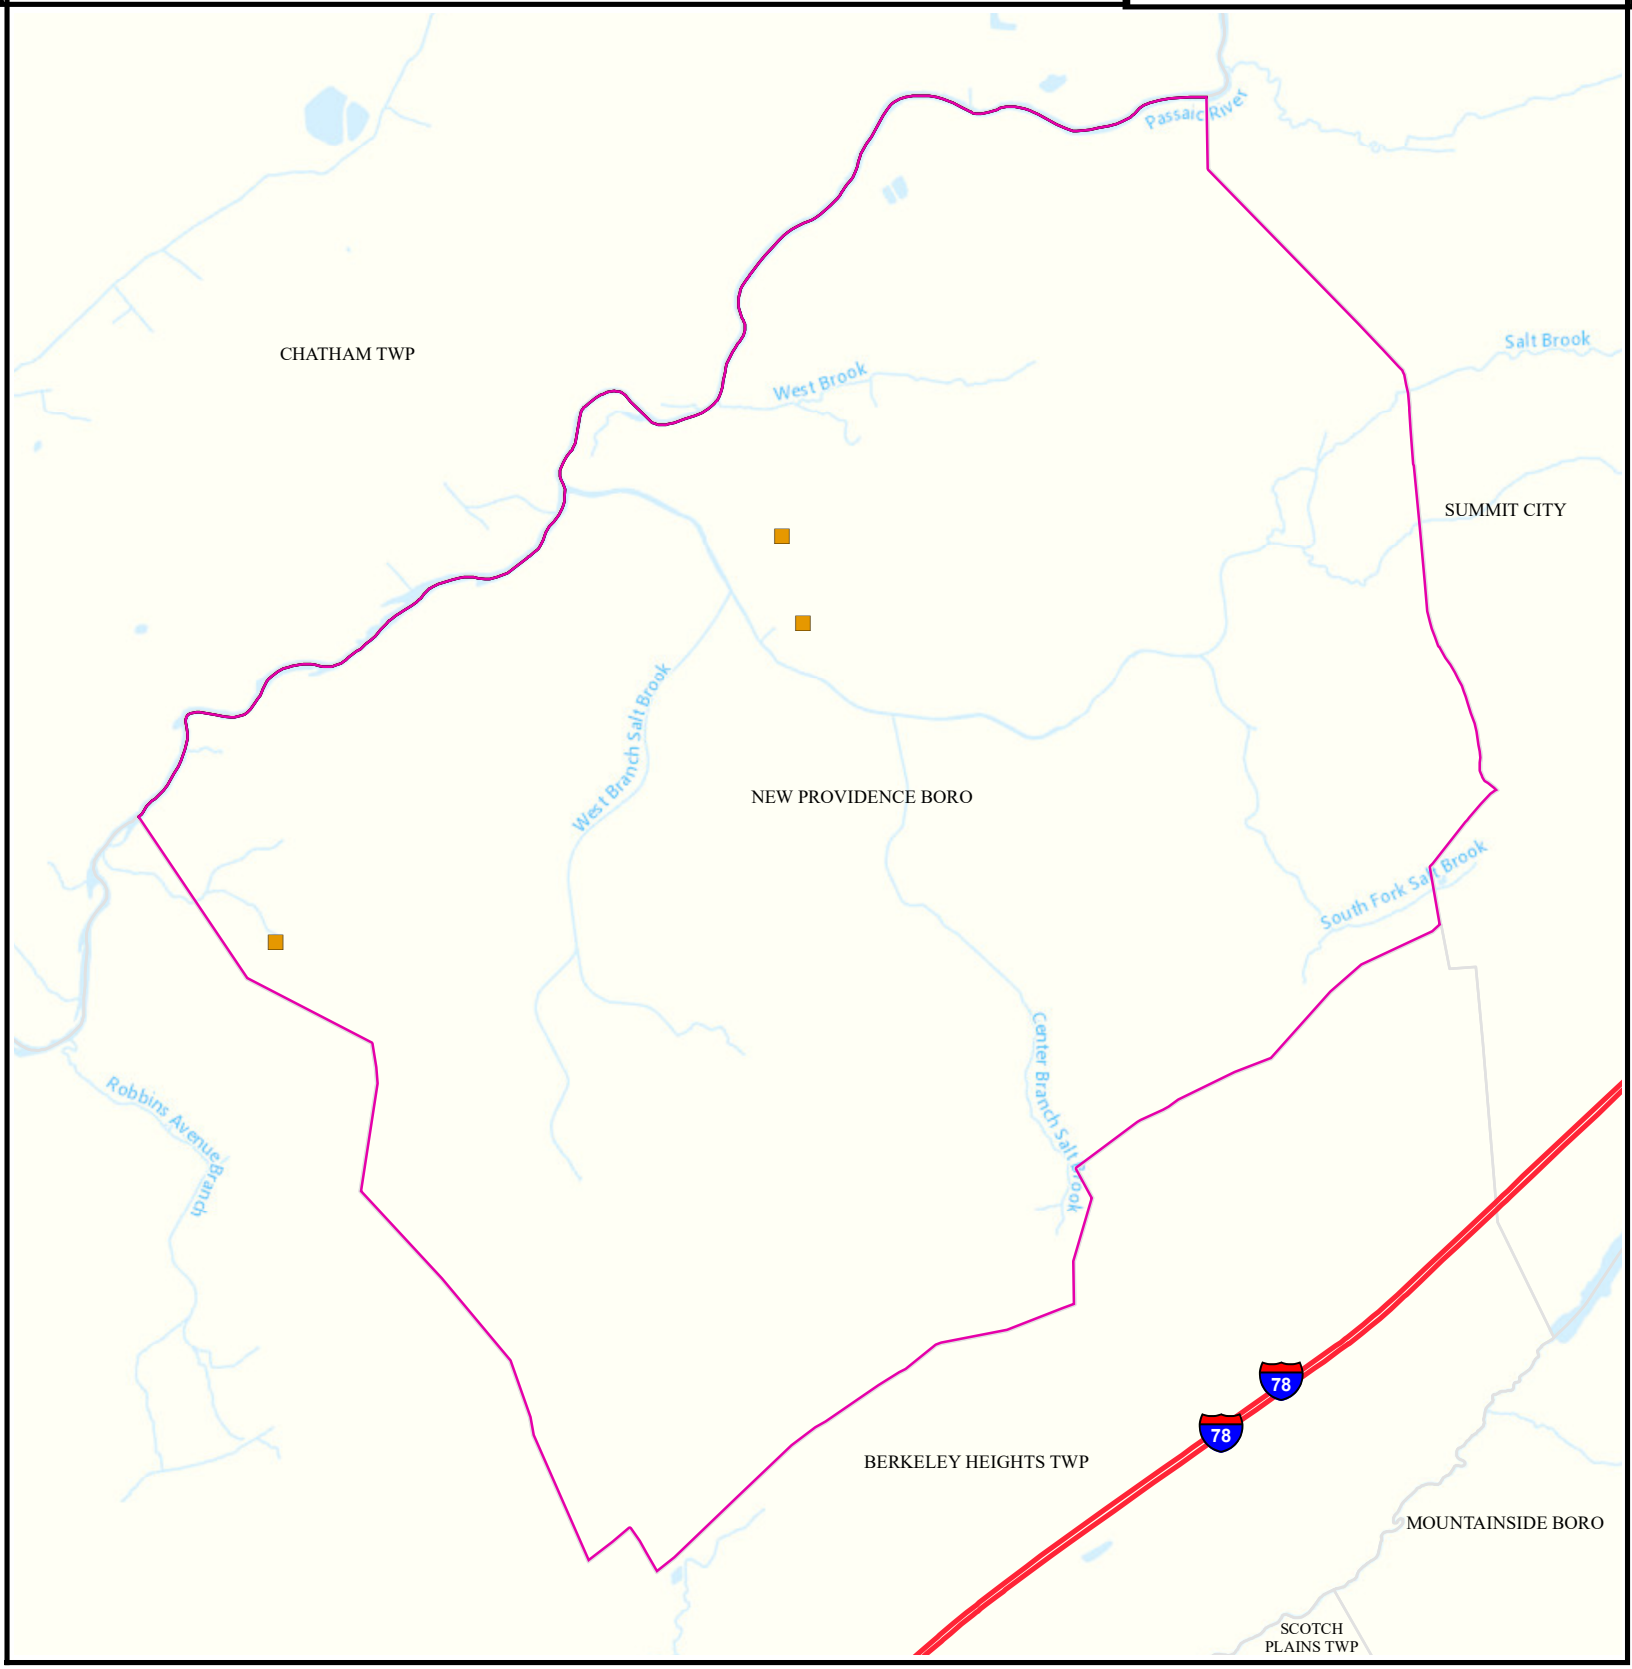 Passaic River
CHATHAM TWP
Salt Brook
West Brook
SUMMIT CITY
West Branch Salt Brook
NEW PROVIDENCE BORO
South Fork Salt Brook
Center Branch Salt Brook
Robbins Avenue Branch
78
78
BERKELEY HEIGHTS TWP
MOUNTAINSIDE BORO
SCOTCH
PLAINS TWP